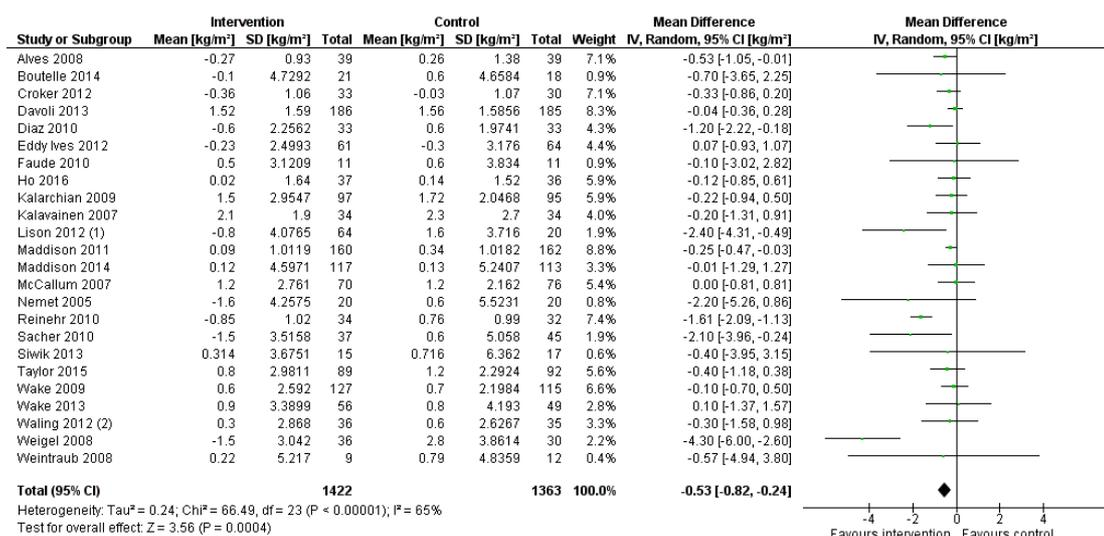 Intervention Control Mean Difference Mean Difference
Study or Subgroup Mean [kg/m²] SD [kg/m²] Total Mean [kg/m²] SD [kg/m²] Total Weight IV, Random, 95% CI [kg/m²] IV, Random, 95% CI [kg/m²]
Alves 2008 -0.27 0.93 39 0.26 1.38 39 7.1% -0.53 [-1.05, -0.01]
Boutelle 2014 -0.1 4.7292 21 0.6 4.6584 18 0.9% -0.70 [-3.65, 2.25]
Croker 2012 -0.36 1.06 33 -0.03 1.07 30 7.1% -0.33 [-0.86, 0.20]
Davoli 2013 1.52 1.59 186 1.56 1.5856 185 8.3% -0.04 [-0.36, 0.28]
Diaz 2010 -0.6 2.2562 33 0.6 1.9741 33 4.3% -1.20 [-2.22, -0.18]
Eddy Ives 2012 -0.23 2.4993 61 -0.3 3.176 64 4.4% 0.07 [-0.93, 1.07]
Faude 2010 0.5 3.1209 11 0.6 3.834 11 0.9% -0.10 [-3.02, 2.82]
Ho 2016 0.02 1.64 37 0.14 1.52 36 5.9% -0.12 [-0.85, 0.61]
Kalarchian 2009 1.5 2.9547 97 1.72 2.0468 95 5.9% -0.22 [-0.94, 0.50]
Kalavainen 2007 2.1 1.9 34 2.3 2.7 34 4.0% -0.20 [-1.31, 0.91]
Lison 2012 (1) -0.8 4.0765 64 1.6 3.716 20 1.9% -2.40 [-4.31, -0.49]
Maddison 2011 0.09 1.0119 160 0.34 1.0182 162 8.8% -0.25 [-0.47, -0.03]
Maddison 2014 0.12 4.5971 117 0.13 5.2407 113 3.3% -0.01 [-1.29, 1.27]
McCallum 2007 1.2 2.761 70 1.2 2.162 76 5.4% 0.00 [-0.81, 0.81]
Nemet 2005 -1.6 4.2575 20 0.6 5.5231 20 0.8% -2.20 [-5.26, 0.86]
Reinehr 2010 -0.85 1.02 34 0.76 0.99 32 7.4% -1.61 [-2.09, -1.13]
Sacher 2010 -1.5 3.5158 37 0.6 5.058 45 1.9% -2.10 [-3.96, -0.24]
Siwik 2013 0.314 3.6751 15 0.716 6.362 17 0.6% -0.40 [-3.95, 3.15]
Taylor 2015 0.8 2.9811 89 1.2 2.2924 92 5.6% -0.40 [-1.18, 0.38]
Wake 2009 0.6 2.592 127 0.7 2.1984 115 6.6% -0.10 [-0.70, 0.50]
Wake 2013 0.9 3.3899 56 0.8 4.193 49 2.8% 0.10 [-1.37, 1.57]
Waling 2012 (2) 0.3 2.868 36 0.6 2.6267 35 3.4% -0.30 [-1.58, 0.98]
Weigel 2008 -1.5 3.042 36 2.8 3.8614 30 2.2% -4.30 [-6.00, -2.60]
Weintraub 2008 0.22 5.217 9 0.79 4.8359 12 0.4% -0.57 [-4.94, 3.80]
Total (95% CI) 1422 1363 100.0% -0.53 [-0.82, -0.24]
Heterogeneity: Tau² = 0.24; Chi² = 66.49, df = 23 (P < 0.00001); I² = 65%
Test for overall effect: Z = 3.56 (P = 0.0004)
-4 -2 0 2 4
Favours intervention Favours control